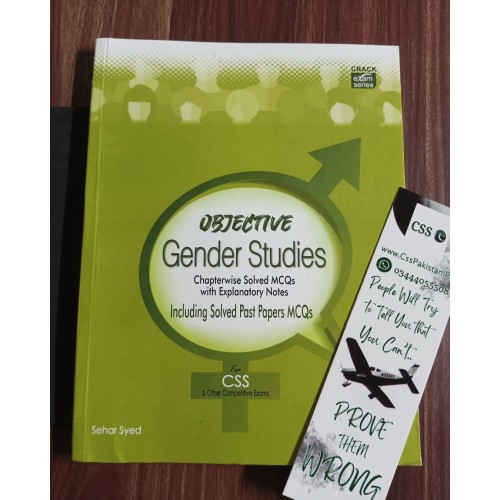 CRACK
exam
series
OBJECTIVE
Gender Studies
Chapterwise Solved MCQs
with Explanatory Notes
Including Solved Past Papers MCQs
For
CSS
& Other Competitive Exams
Sehar Syed
CSS
www.CssPakistan.P
People Will Try
to Tell You that
You Can't..
PROVE
THEM
WRONG